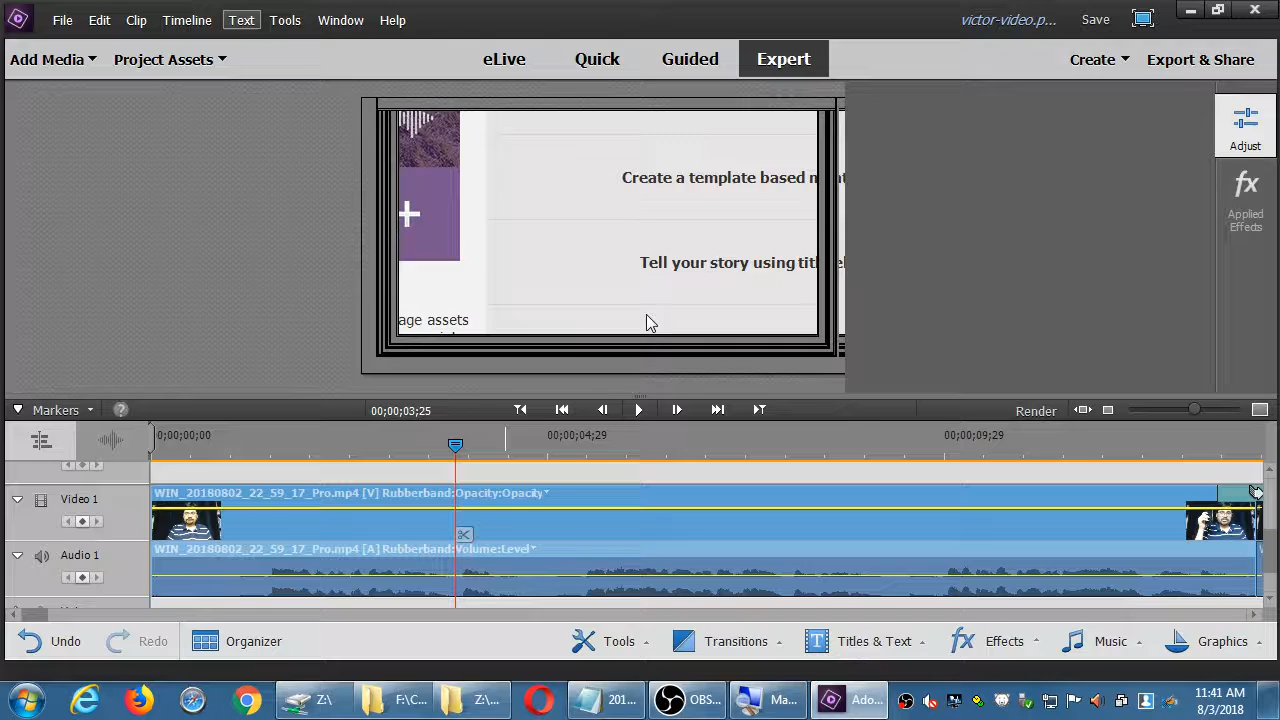 File Edit Clip Timeline Text Tools Window Help victor-video.p... Save
Add Media Project Assets eLive Quick Guided Expert Create Export & Share
Create a template based m
Tell your story using
age assets
Adjust
fx
Applied
Effects
Markers ? 00;00;03;25 Render
0;00;00;00 00;00;04;29 00;00;09;29
Video 1 WIN_20180802_22_59_17_Pro.mp4 [V] Rubberband:Opacity:Opacity
Audio 1 WIN_20180802_22_59_17_Pro.mp4 [A] Rubberband:Volume:Level
Undo Redo Organizer Tools Transitions T Titles & Text fx Effects Music Graphics
Z:\ F:\C... Z:\... 201... OBS... Ma... Ado... 11:41 AM
8/3/2018